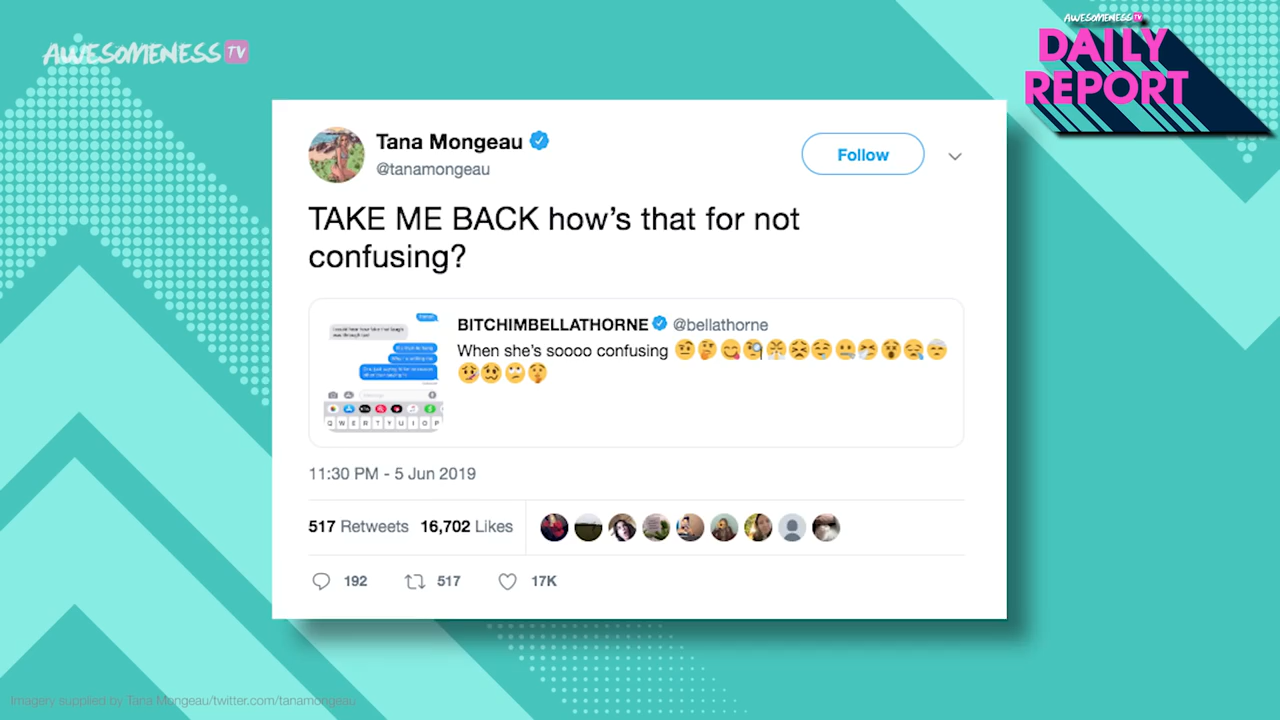 AWESOMENESS TV
AWESOMENESS TV
DAILY
REPORT
Tana Mongeau
@tanamongeau
Follow
TAKE ME BACK how's that for not
confusing?
BITCHIMBELLATHORNE @bellathorne
When she's soooo confusing 🤨🤔😋🧐😤😣🤤🤐🤧😵😪😴
🤒🥴🙄🤫
Q W E R T Y U I O P
11:30 PM - 5 Jun 2019
517 Retweets 16,702 Likes
192 517 17K
Imagery supplied by Tana Mongeau/twitter.com/tanamongeau